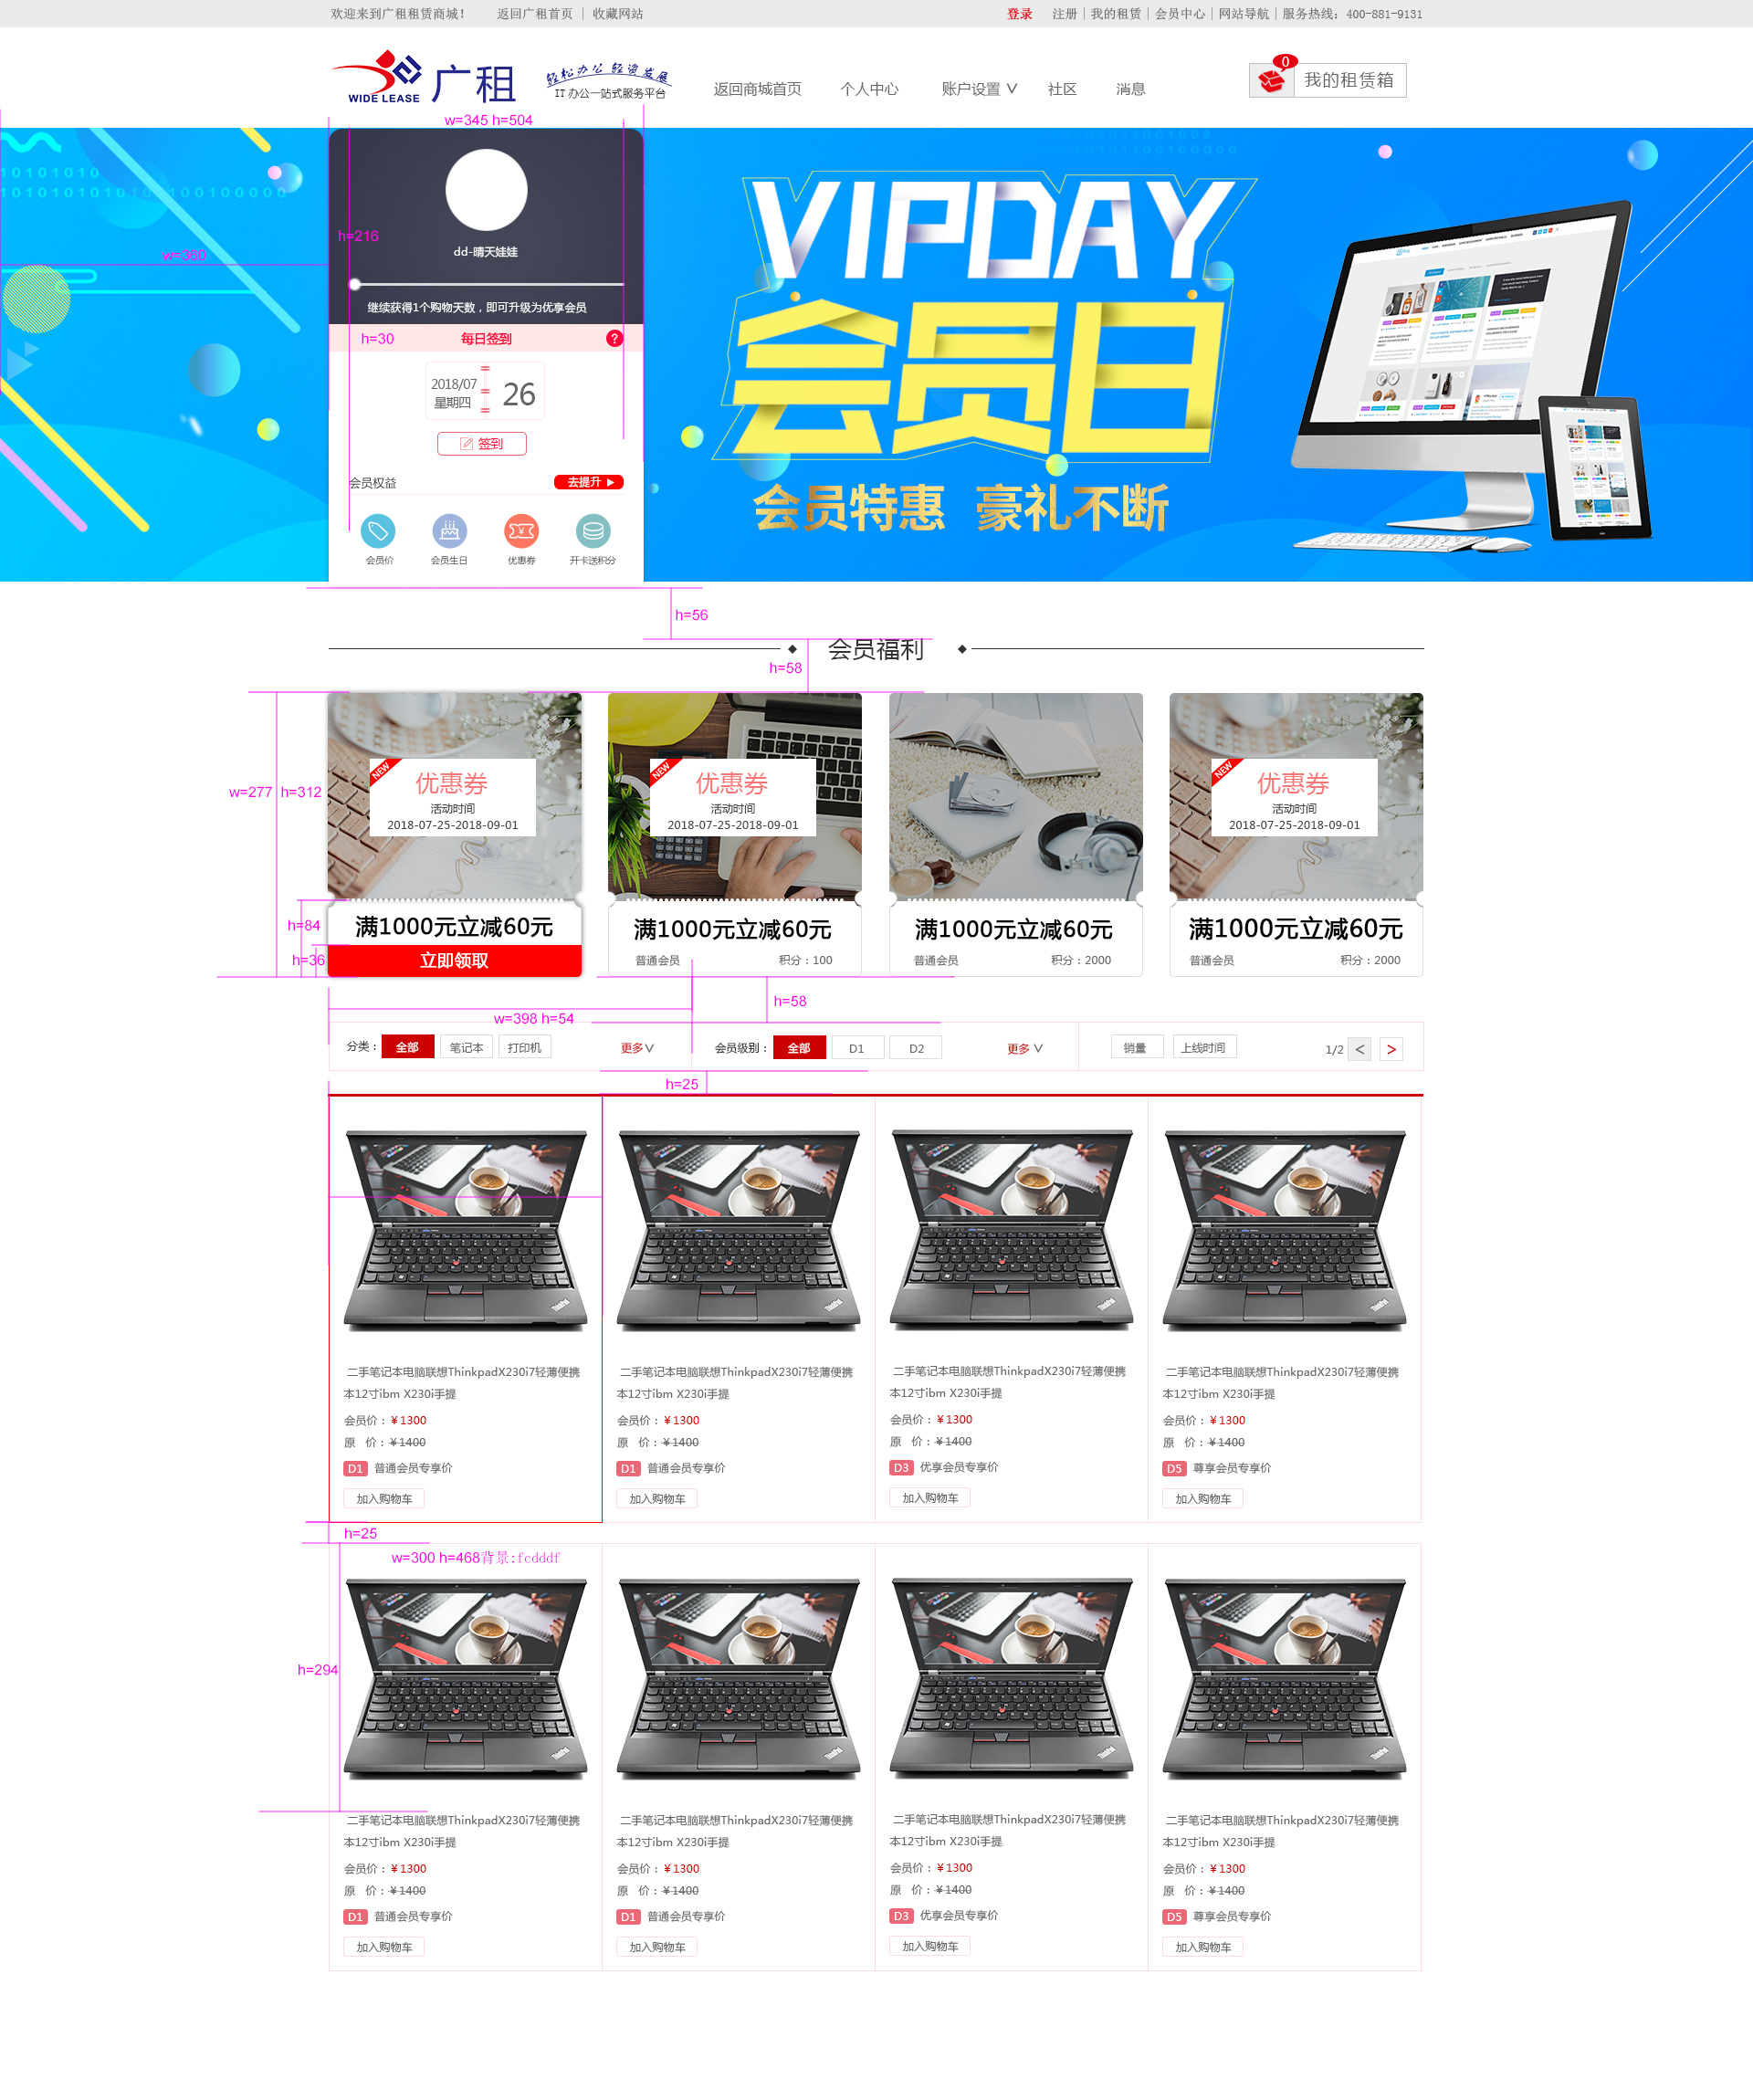 欢迎来到广租租赁商城! 返回广租首页 | 收藏网站 登录 注册 | 我的租赁 | 会员中心 | 网站导航 | 服务热线: 400-881-9131
WIDE LEASE 广租 轻松办公 轻资发展
IT 办公一站式服务平台
返回商城首页 个人中心 账户设置 社区 消息 0 我的租赁箱
w=345 h=504
w=360
h=216
dd-晴天娃娃
继续获得1个购物天数，即可升级为优享会员
h=30 每日签到 ?
2018/07
星期四
26
签到
会员权益 去提升
会员价 会员生日 优惠券 开卡送积分
VIPDAY
会员日
会员特惠 豪礼不断
h=56
会员福利
h=58
w=277 h=312
NEW 优惠券
活动时间
2018-07-25-2018-09-01
满1000元立减60元
立即领取
h=84
h=36
NEW 优惠券
活动时间
2018-07-25-2018-09-01
满1000元立减60元
普通会员 积分：100
满1000元立减60元
普通会员 积分：2000
NEW 优惠券
活动时间
2018-07-25-2018-09-01
满1000元立减60元
普通会员 积分：2000
h=58
w=398 h=54
分类： 全部 笔记本 打印机 更多 会员级别： 全部 D1 D2 更多 销量 上线时间 1/2 < >
h=25
二手笔记本电脑联想ThinkpadX230i7轻薄便携
本12寸ibm X230i手提
会员价：¥1300
原 价：¥1400
D1 普通会员专享价
加入购物车
二手笔记本电脑联想ThinkpadX230i7轻薄便携
本12寸ibm X230i手提
会员价：¥1300
原 价：¥1400
D1 普通会员专享价
加入购物车
二手笔记本电脑联想ThinkpadX230i7轻薄便携
本12寸ibm X230i手提
会员价：¥1300
原 价：¥1400
D3 优享会员专享价
加入购物车
二手笔记本电脑联想ThinkpadX230i7轻薄便携
本12寸ibm X230i手提
会员价：¥1300
原 价：¥1400
D5 尊享会员专享价
加入购物车
h=25
w=300 h=468背景:fcdddf
h=294
二手笔记本电脑联想ThinkpadX230i7轻薄便携
本12寸ibm X230i手提
会员价：¥1300
原 价：¥1400
D1 普通会员专享价
加入购物车
二手笔记本电脑联想ThinkpadX230i7轻薄便携
本12寸ibm X230i手提
会员价：¥1300
原 价：¥1400
D1 普通会员专享价
加入购物车
二手笔记本电脑联想ThinkpadX230i7轻薄便携
本12寸ibm X230i手提
会员价：¥1300
原 价：¥1400
D3 优享会员专享价
加入购物车
二手笔记本电脑联想ThinkpadX230i7轻薄便携
本12寸ibm X230i手提
会员价：¥1300
原 价：¥1400
D5 尊享会员专享价
加入购物车